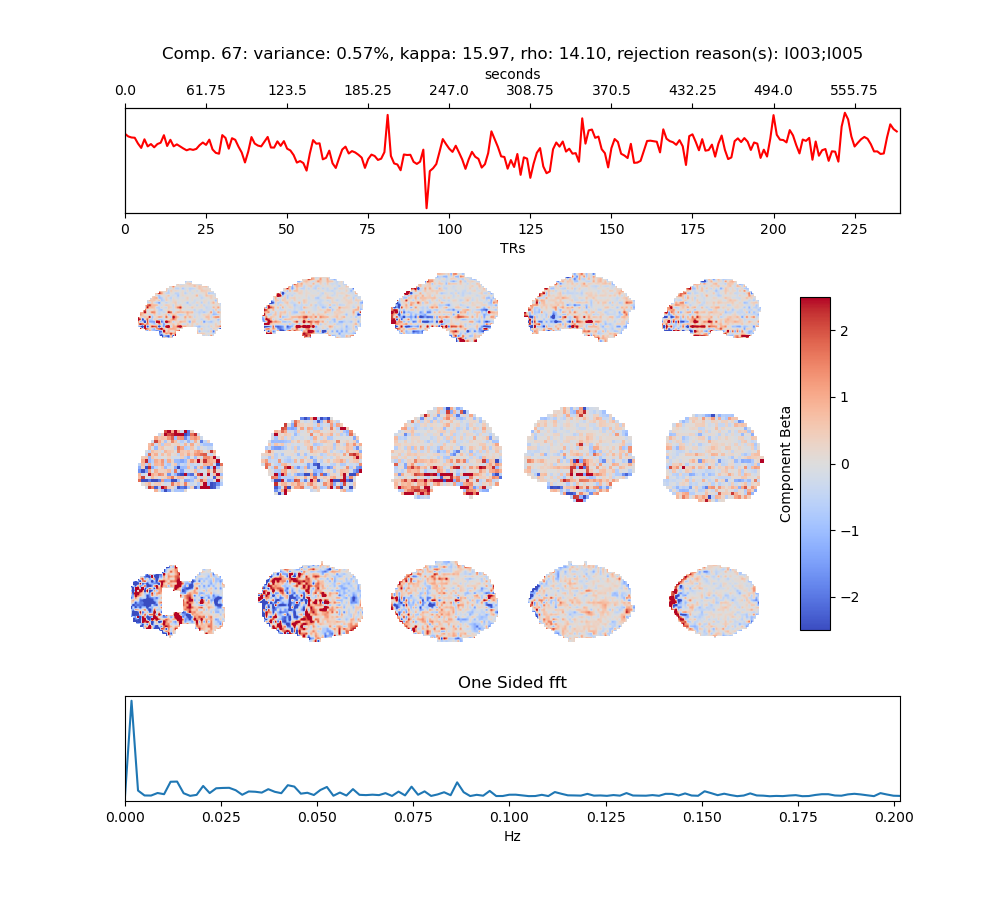 Comp. 67: variance: 0.57%, kappa: 15.97, rho: 14.10, rejection reason(s): I003;I005
seconds
0.0 61.75 123.5 185.25 247.0 308.75 370.5 432.25 494.0 555.75
0 25 50 75 100 125 150 175 200 225
TRs
2
1
0
−1
−2
Component Beta
One Sided fft
0.000 0.025 0.050 0.075 0.100 0.125 0.150 0.175 0.200
Hz